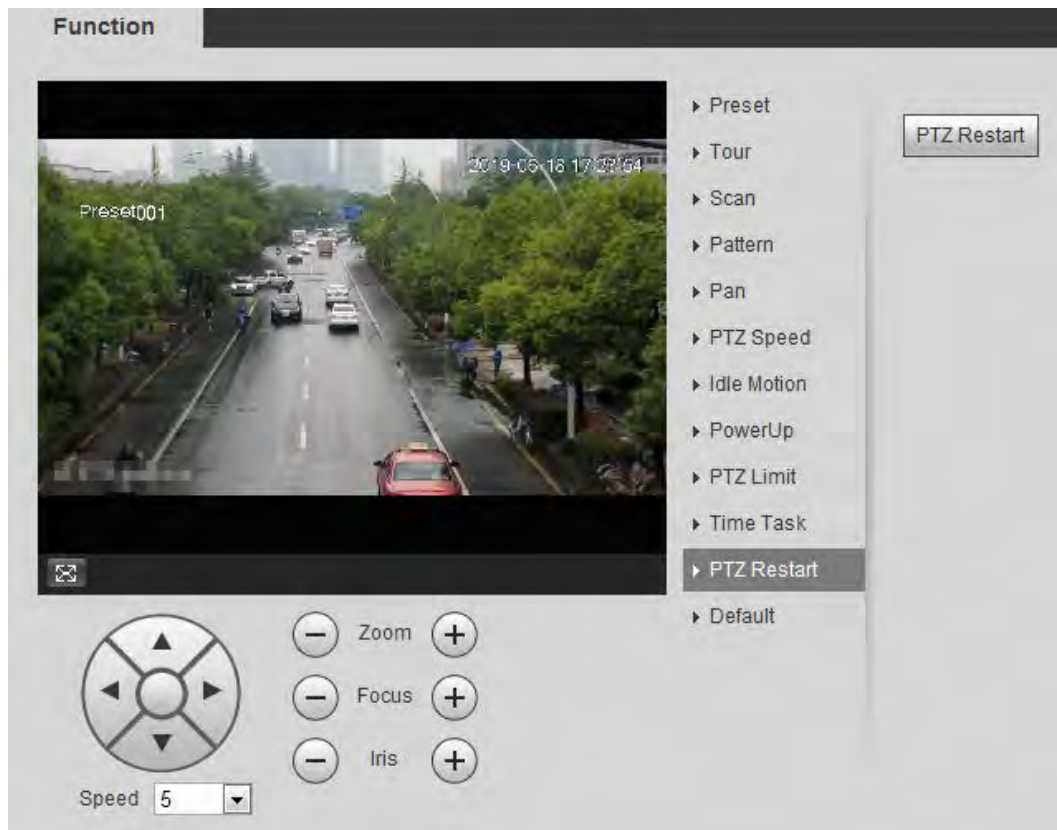 Function
2019-06-18 17:28:54
Preset001
Preset
Tour
Scan
Pattern
Pan
PTZ Speed
Idle Motion
PowerUp
PTZ Limit
Time Task
PTZ Restart
Default
PTZ Restart
Zoom
Focus
Iris
Speed 5